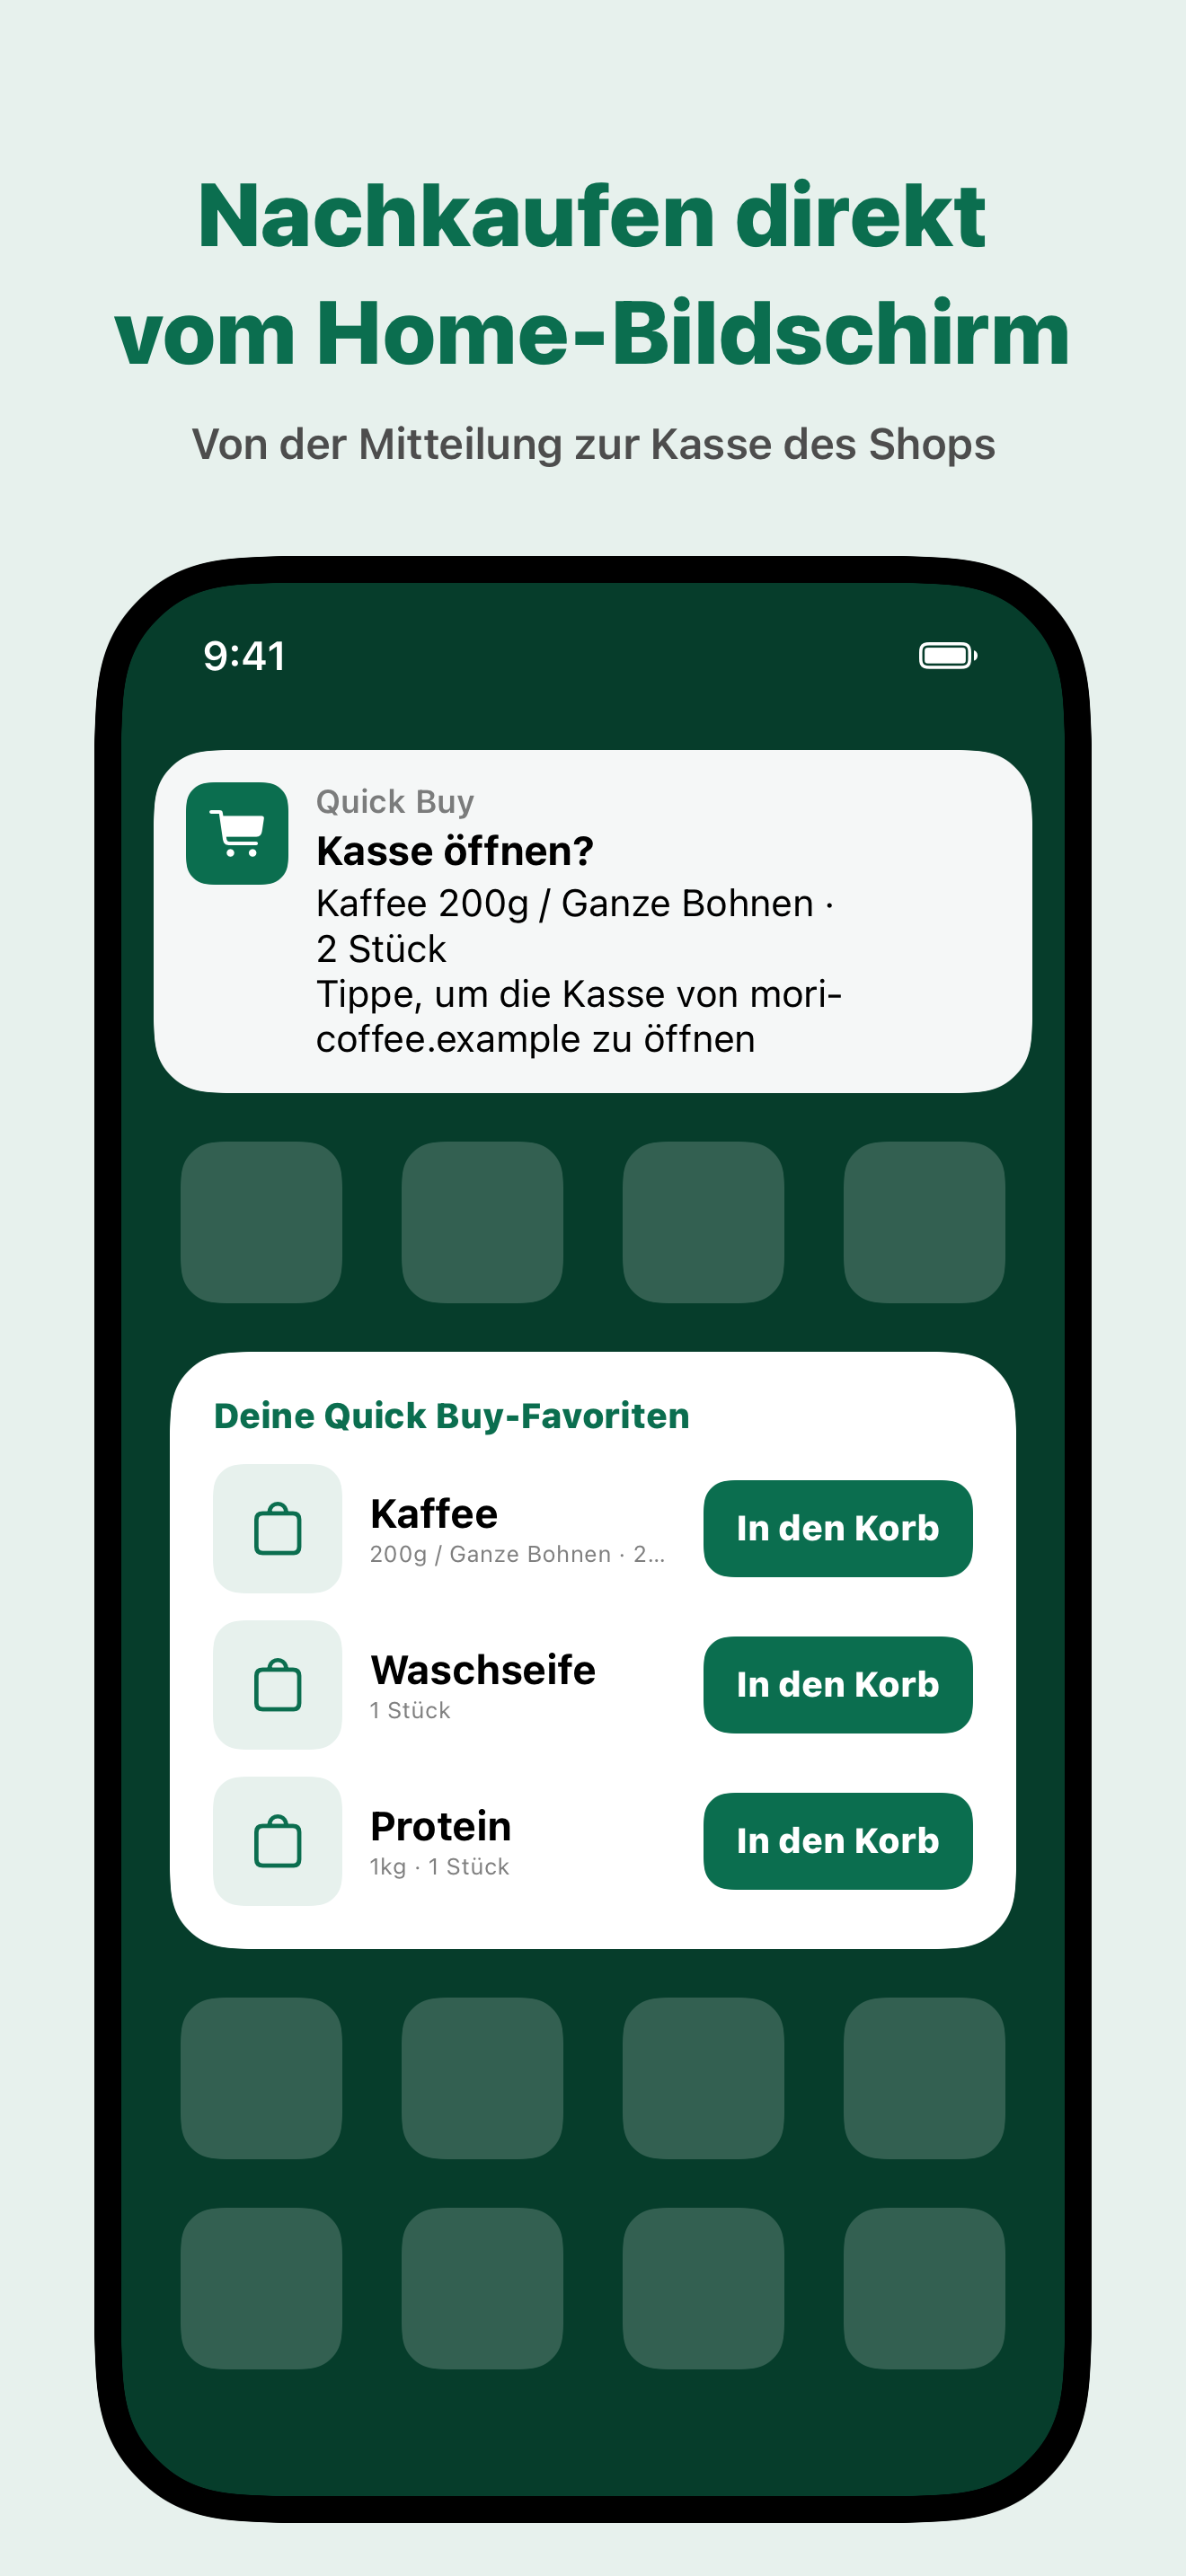 Nachkaufen direkt
vom Home-Bildschirm
Von der Mitteilung zur Kasse des Shops
9:41
Quick Buy
Kasse öffnen?
Kaffee 200g / Ganze Bohnen ·
2 Stück
Tippe, um die Kasse von mori-
coffee.example zu öffnen
Deine Quick Buy-Favoriten
Kaffee
200g / Ganze Bohnen · 2…
In den Korb
Waschseife
1 Stück
In den Korb
Protein
1kg · 1 Stück
In den Korb